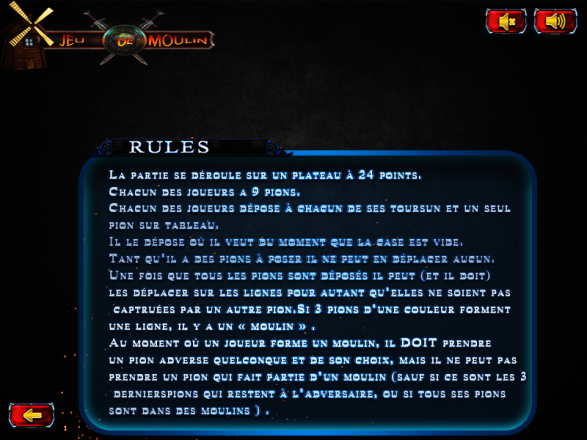 JEU DE MOULIN
RULES
LA PARTIE SE DÉROULE SUR UN PLATEAU À 24 POINTS.
CHACUN DES JOUEURS A 9 PIONS.
CHACUN DES JOUEURS DÉPOSE À CHACUN DE SES TOURSUN ET UN SEUL
PION SUR TABLEAU.
IL LE DÉPOSE OÙ IL VEUT DU MOMENT QUE LA CASE EST VIDE.
TANT QU'IL A DES PIONS À POSER IL NE PEUT EN DÉPLACER AUCUN.
UNE FOIS QUE TOUS LES PIONS SONT DÉPOSÉS IL PEUT (ET IL DOIT)
LES DÉPLACER SUR LES LIGNES POUR AUTANT QU'ELLES NE SOIENT PAS
CAPTRUÉES PAR UN AUTRE PION.SI 3 PIONS D'UNE COULEUR FORMENT
UNE LIGNE, IL Y A UN « MOULIN » .
AU MOMENT OÙ UN JOUEUR FORME UN MOULIN, IL DOIT PRENDRE
UN PION ADVERSE QUELCONQUE ET DE SON CHOIX, MAIS IL NE PEUT PAS
PRENDRE UN PION QUI FAIT PARTIE D'UN MOULIN (SAUF SI CE SONT LES 3
DERNIERSPIONS QUI RESTENT À L'ADVERSAIRE, OU SI TOUS SES PIONS
SONT DANS DES MOULINS ) .